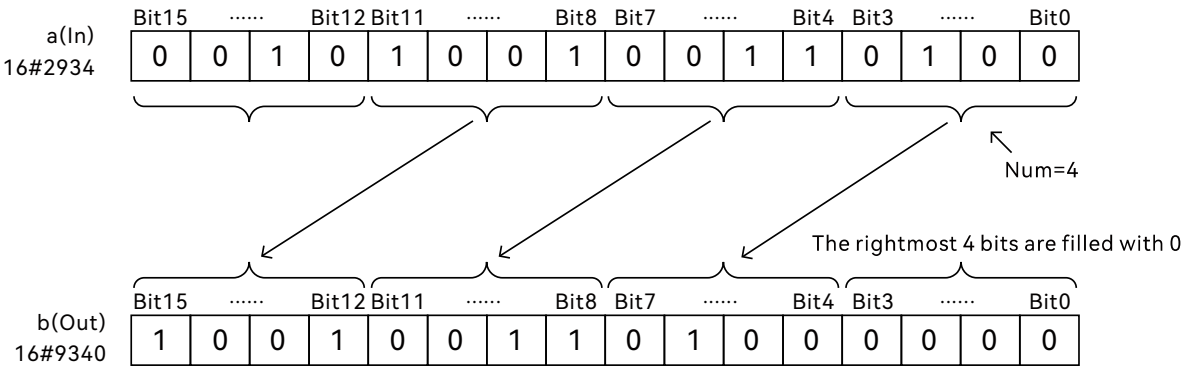 Bit15 ······ Bit12 Bit11 ······ Bit8 Bit7 ······ Bit4 Bit3 ······ Bit0
a(In)
16#2934
0 0 1 0 1 0 0 1 0 0 1 1 0 1 0 0
Num=4
The rightmost 4 bits are filled with 0
Bit15 ······ Bit12 Bit11 ······ Bit8 Bit7 ······ Bit4 Bit3 ······ Bit0
b(Out)
16#9340
1 0 0 1 0 0 1 1 0 1 0 0 0 0 0 0